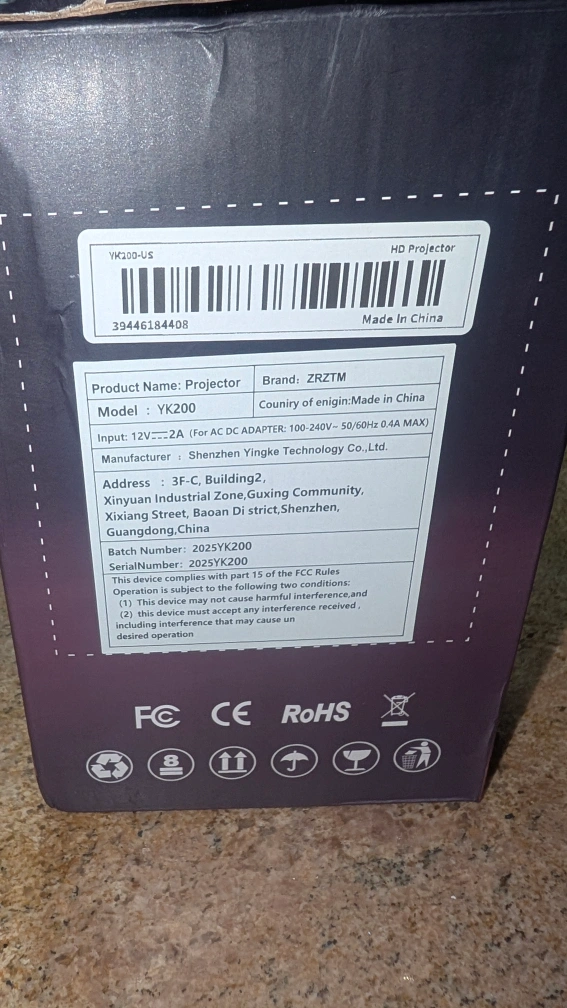 YK200-US
HD Projector
39446184408
Made In China
Product Name: Projector
Brand: ZRZTM
Model : YK200
Couniry of enigin:Made in China
Input: 12V⎓2A (For AC DC ADAPTER: 100-240V~ 50/60Hz 0.4A MAX)
Manufacturer : Shenzhen Yingke Technology Co.,Ltd.
Address : 3F-C, Building2,
Xinyuan Industrial Zone,Guxing Community,
Xixiang Street, Baoan Di strict,Shenzhen,
Guangdong,China
Batch Number: 2025YK200
SerialNumber: 2025YK200
This device complies with part 15 of the FCC Rules
Operation is subject to the following two conditions:
(1) This device may not cause harmful interference,and
(2) this device must accept any interference received ,
including interference that may cause un
desired operation
FC CE RoHS
8